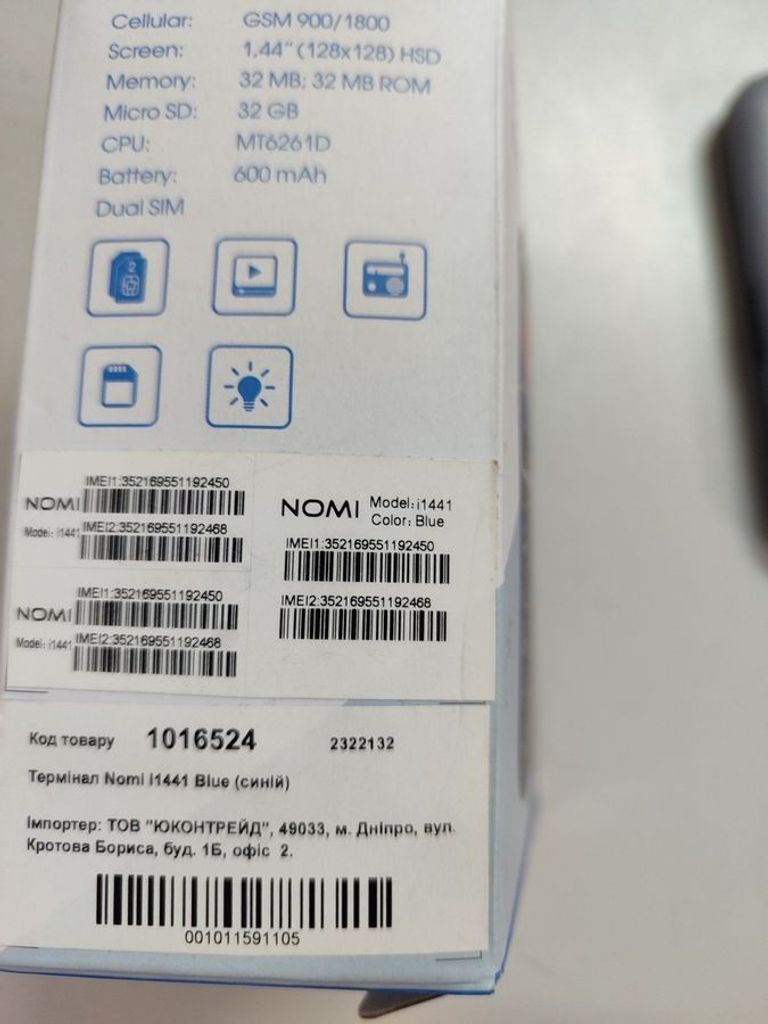 Cellular: GSM 900/1800
Screen: 1,44" (128x128) HSD
Memory: 32 MB; 32 MB ROM
Micro SD: 32 GB
CPU: MT6261D
Battery: 600 mAh
Dual SIM
2
IMEI1:352169551192450
NOMI
Model: i1441 IMEI2:352169551192468
NOMI Model: i1441
Color: Blue
IMEI1:352169551192450
IMEI2:352169551192468
IMEI1:352169551192450
NOMI
Model: i1441 IMEI2:352169551192468
Код товару 1016524 2322132
Термінал Nomi i1441 Blue (синій)
Імпортер: ТОВ "ЮКОНТРЕЙД", 49033, м. Дніпро, вул.
Кротова Бориса, буд. 1Б, офіс 2.
001011591105